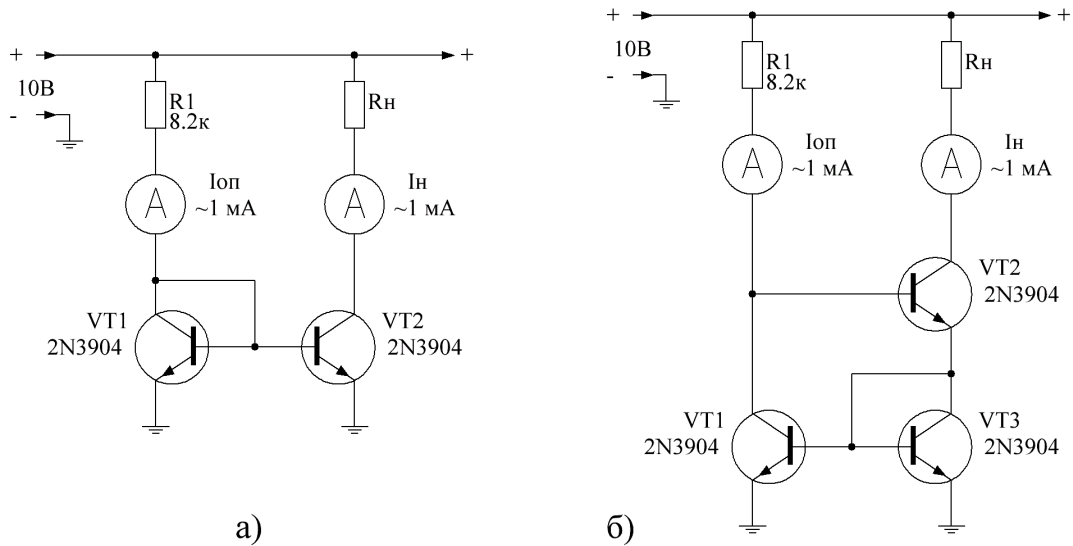 +
+
10В
-
R1
8.2к
Rн
A
Iоп
~1 мА
A
Iн
~1 мА
VT1
2N3904
VT2
2N3904
а)
+
+
10В
-
R1
8.2к
Rн
A
Iоп
~1 мА
A
Iн
~1 мА
VT2
2N3904
VT1
2N3904
VT3
2N3904
б)